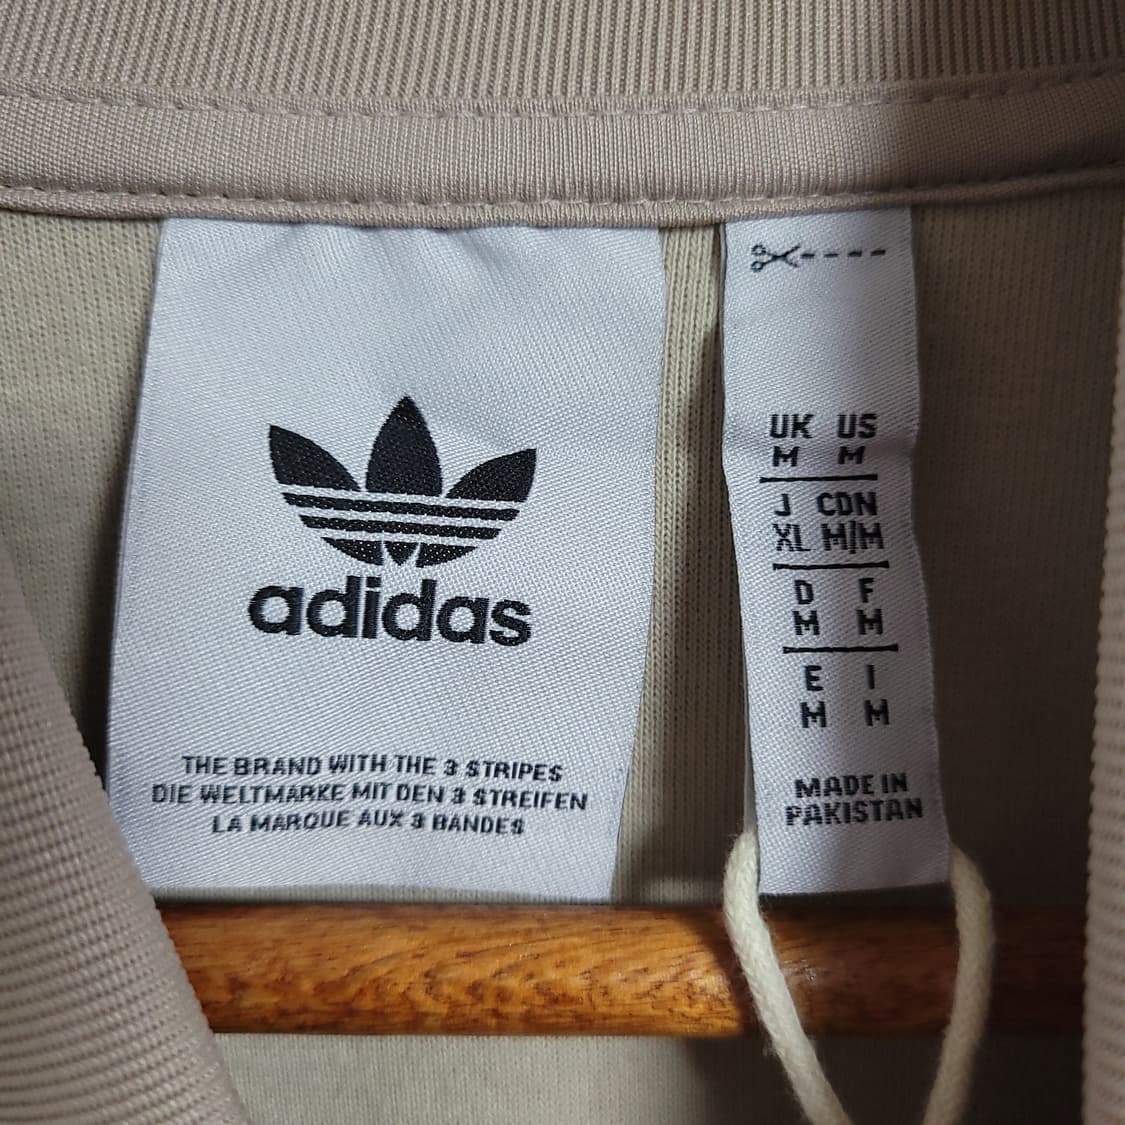 adidas
THE BRAND WITH THE 3 STRIPES
DIE WELTMARKE MIT DEN 3 STREIFEN
LA MARQUE AUX 3 BANDES
UK US
M M
J CDN
XL M/M
D F
M M
E I
M M
MADE IN
PAKISTAN